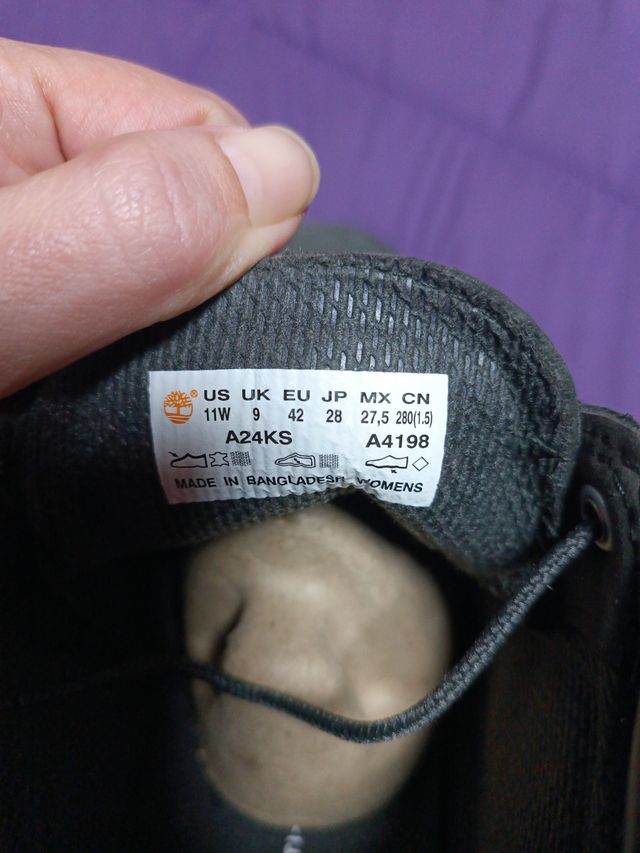 US UK EU JP MX CN
11W 9 42 28 27,5 280(1.5)
A24KS A4198
MADE IN BANGLADESH WOMENS